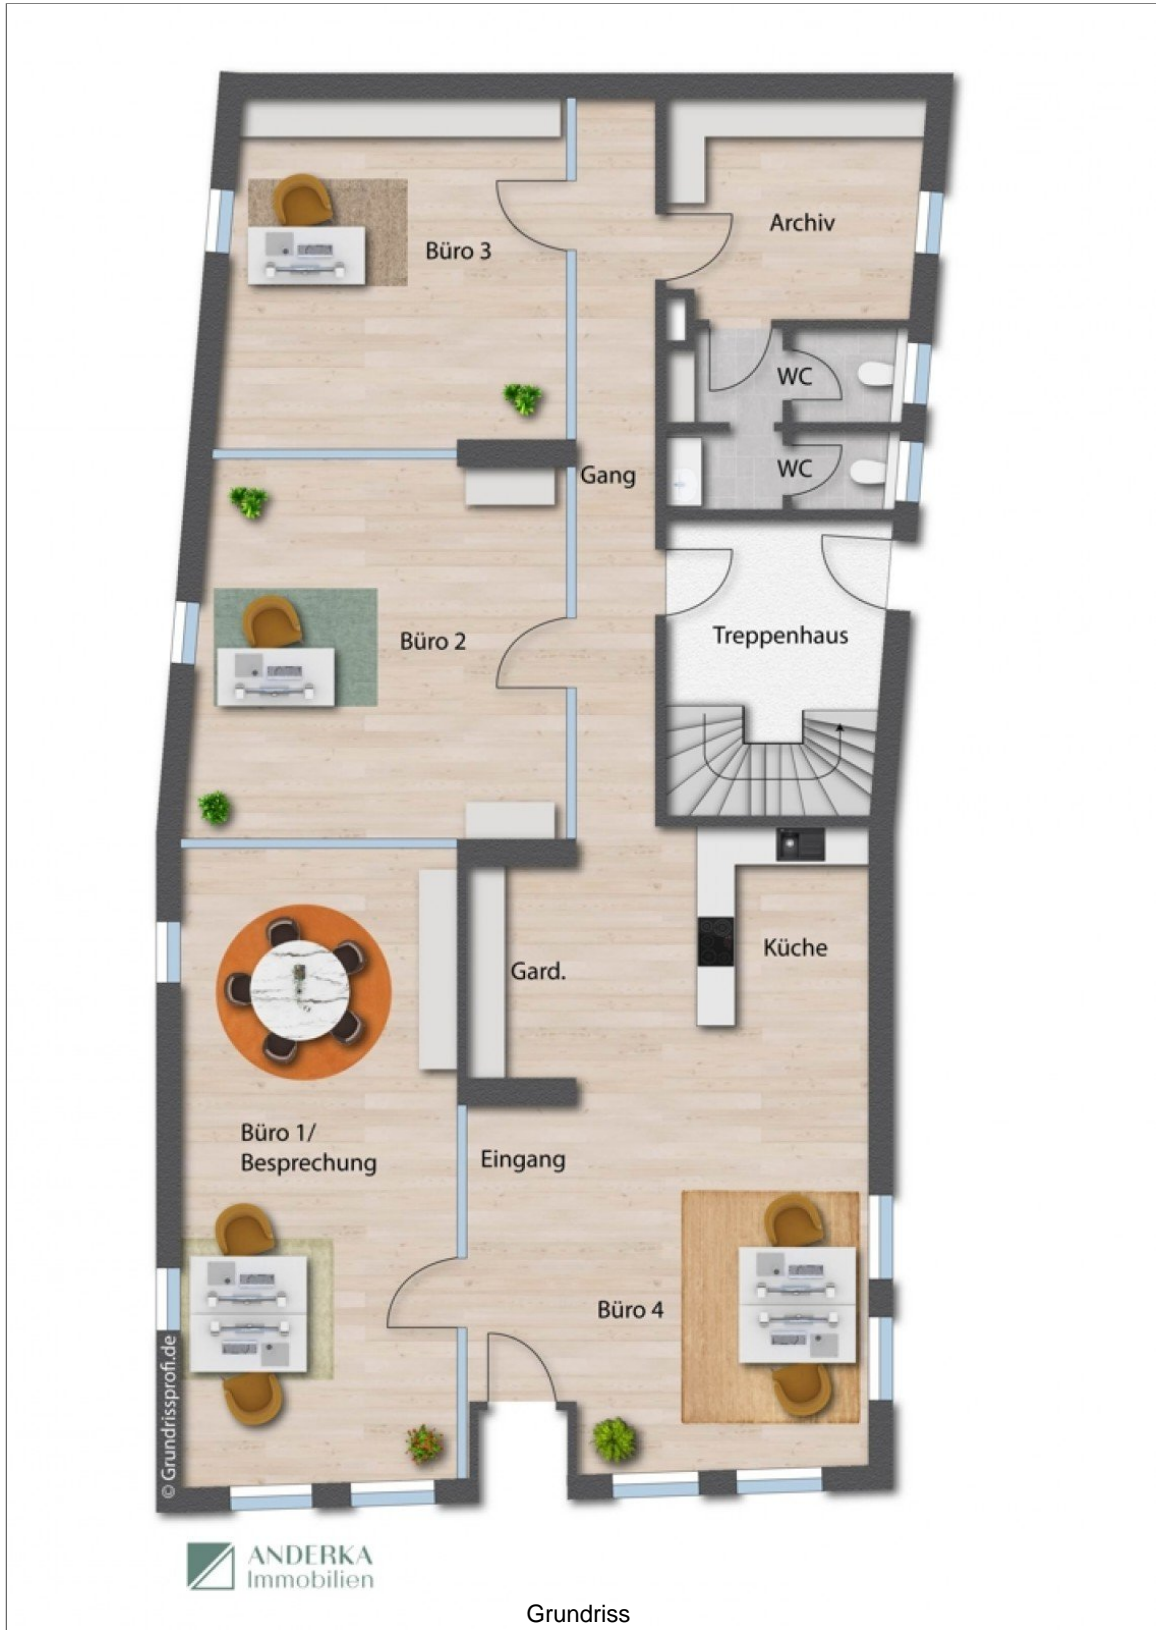 Archiv
Büro 3
WC
WC
Gang
Büro 2
Treppenhaus
Küche
Gard.
Büro 1/
Besprechung
Eingang
Büro 4
© Grundrissprofi.de
ANDERKA
Immobilien
Grundriss